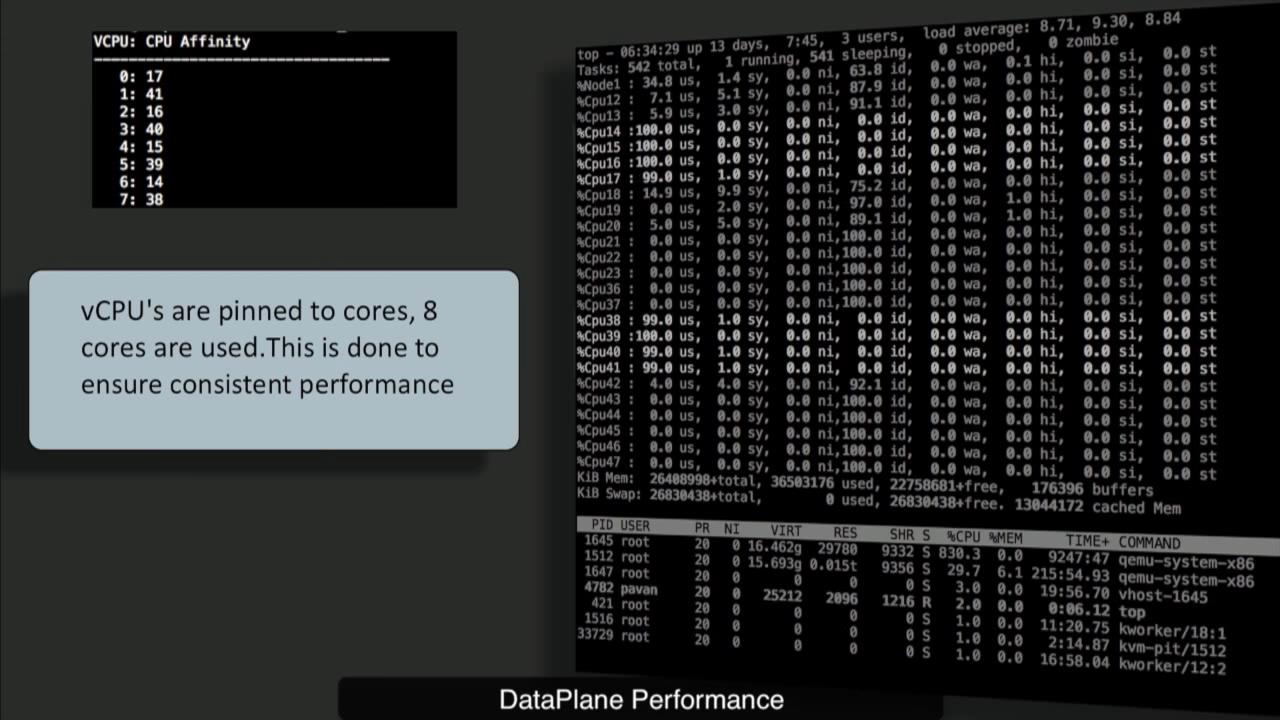 VCPU: CPU Affinity
----------------------------------
0: 17
1: 41
2: 16
3: 40
4: 15
5: 39
6: 14
7: 38
vCPU's are pinned to cores, 8
cores are used.This is done to
ensure consistent performance
top - 06:34:29 up 13 days, 7:45, 3 users, load average: 8.71, 9.30, 8.84
Tasks: 542 total, 1 running, 541 sleeping, 0 stopped, 0 zombie
%Node1 : 34.8 us, 1.4 sy, 0.0 ni, 63.8 id, 0.0 wa, 0.1 hi, 0.0 si, 0.0 st
%Cpu12 : 7.1 us, 5.1 sy, 0.0 ni, 87.9 id, 0.0 wa, 0.0 hi, 0.0 si, 0.0 st
%Cpu13 : 5.9 us, 3.0 sy, 0.0 ni, 91.1 id, 0.0 wa, 0.0 hi, 0.0 si, 0.0 st
%Cpu14 :100.0 us, 0.0 sy, 0.0 ni, 0.0 id, 0.0 wa, 0.0 hi, 0.0 si, 0.0 st
%Cpu15 :100.0 us, 0.0 sy, 0.0 ni, 0.0 id, 0.0 wa, 0.0 hi, 0.0 si, 0.0 st
%Cpu16 :100.0 us, 0.0 sy, 0.0 ni, 0.0 id, 0.0 wa, 0.0 hi, 0.0 si, 0.0 st
%Cpu17 : 99.0 us, 1.0 sy, 0.0 ni, 0.0 id, 0.0 wa, 0.0 hi, 0.0 si, 0.0 st
%Cpu18 : 14.9 us, 9.9 sy, 0.0 ni, 75.2 id, 0.0 wa, 0.0 hi, 0.0 si, 0.0 st
%Cpu19 : 0.0 us, 2.0 sy, 0.0 ni, 97.0 id, 0.0 wa, 1.0 hi, 0.0 si, 0.0 st
%Cpu20 : 5.0 us, 5.0 sy, 0.0 ni, 89.1 id, 0.0 wa, 1.0 hi, 0.0 si, 0.0 st
%Cpu21 : 0.0 us, 0.0 sy, 0.0 ni,100.0 id, 0.0 wa, 0.0 hi, 0.0 si, 0.0 st
%Cpu22 : 0.0 us, 0.0 sy, 0.0 ni,100.0 id, 0.0 wa, 0.0 hi, 0.0 si, 0.0 st
%Cpu23 : 0.0 us, 0.0 sy, 0.0 ni,100.0 id, 0.0 wa, 0.0 hi, 0.0 si, 0.0 st
%Cpu36 : 0.0 us, 0.0 sy, 0.0 ni,100.0 id, 0.0 wa, 0.0 hi, 0.0 si, 0.0 st
%Cpu37 : 0.0 us, 0.0 sy, 0.0 ni,100.0 id, 0.0 wa, 0.0 hi, 0.0 si, 0.0 st
%Cpu38 : 99.0 us, 1.0 sy, 0.0 ni, 0.0 id, 0.0 wa, 0.0 hi, 0.0 si, 0.0 st
%Cpu39 :100.0 us, 0.0 sy, 0.0 ni, 0.0 id, 0.0 wa, 0.0 hi, 0.0 si, 0.0 st
%Cpu40 : 99.0 us, 1.0 sy, 0.0 ni, 0.0 id, 0.0 wa, 0.0 hi, 0.0 si, 0.0 st
%Cpu41 : 99.0 us, 1.0 sy, 0.0 ni, 0.0 id, 0.0 wa, 0.0 hi, 0.0 si, 0.0 st
%Cpu42 : 4.0 us, 4.0 sy, 0.0 ni, 92.1 id, 0.0 wa, 0.0 hi, 0.0 si, 0.0 st
%Cpu43 : 0.0 us, 0.0 sy, 0.0 ni,100.0 id, 0.0 wa, 0.0 hi, 0.0 si, 0.0 st
%Cpu44 : 0.0 us, 0.0 sy, 0.0 ni,100.0 id, 0.0 wa, 0.0 hi, 0.0 si, 0.0 st
%Cpu45 : 0.0 us, 0.0 sy, 0.0 ni,100.0 id, 0.0 wa, 0.0 hi, 0.0 si, 0.0 st
%Cpu46 : 0.0 us, 0.0 sy, 0.0 ni,100.0 id, 0.0 wa, 0.0 hi, 0.0 si, 0.0 st
%Cpu47 : 0.0 us, 0.0 sy, 0.0 ni,100.0 id, 0.0 wa, 0.0 hi, 0.0 si, 0.0 st
KiB Mem: 26408998+total, 36503176 used, 22758681+free, 176396 buffers
KiB Swap: 26830438+total, 0 used, 26830438+free. 13044172 cached Mem
PID USER PR NI VIRT RES SHR S %CPU %MEM TIME+ COMMAND
1645 root 20 0 16.462g 29780 9332 S 830.3 0.0 9247:47 qemu-system-x86
1512 root 20 0 15.693g 0.015t 9356 S 29.7 6.1 215:54.93 qemu-system-x86
1647 root 20 0 0 0 0 S 3.0 0.0 19:56.70 vhost-1645
4782 pavan 20 0 25212 2096 1216 R 2.0 0.0 0:06.12 top
421 root 20 0 0 0 0 S 1.0 0.0 11:20.75 kworker/18:1
1516 root 20 0 0 0 0 S 1.0 0.0 2:14.87 kvm-pit/1512
33729 root 20 0 0 0 0 S 1.0 0.0 16:58.04 kworker/12:2
DataPlane Performance